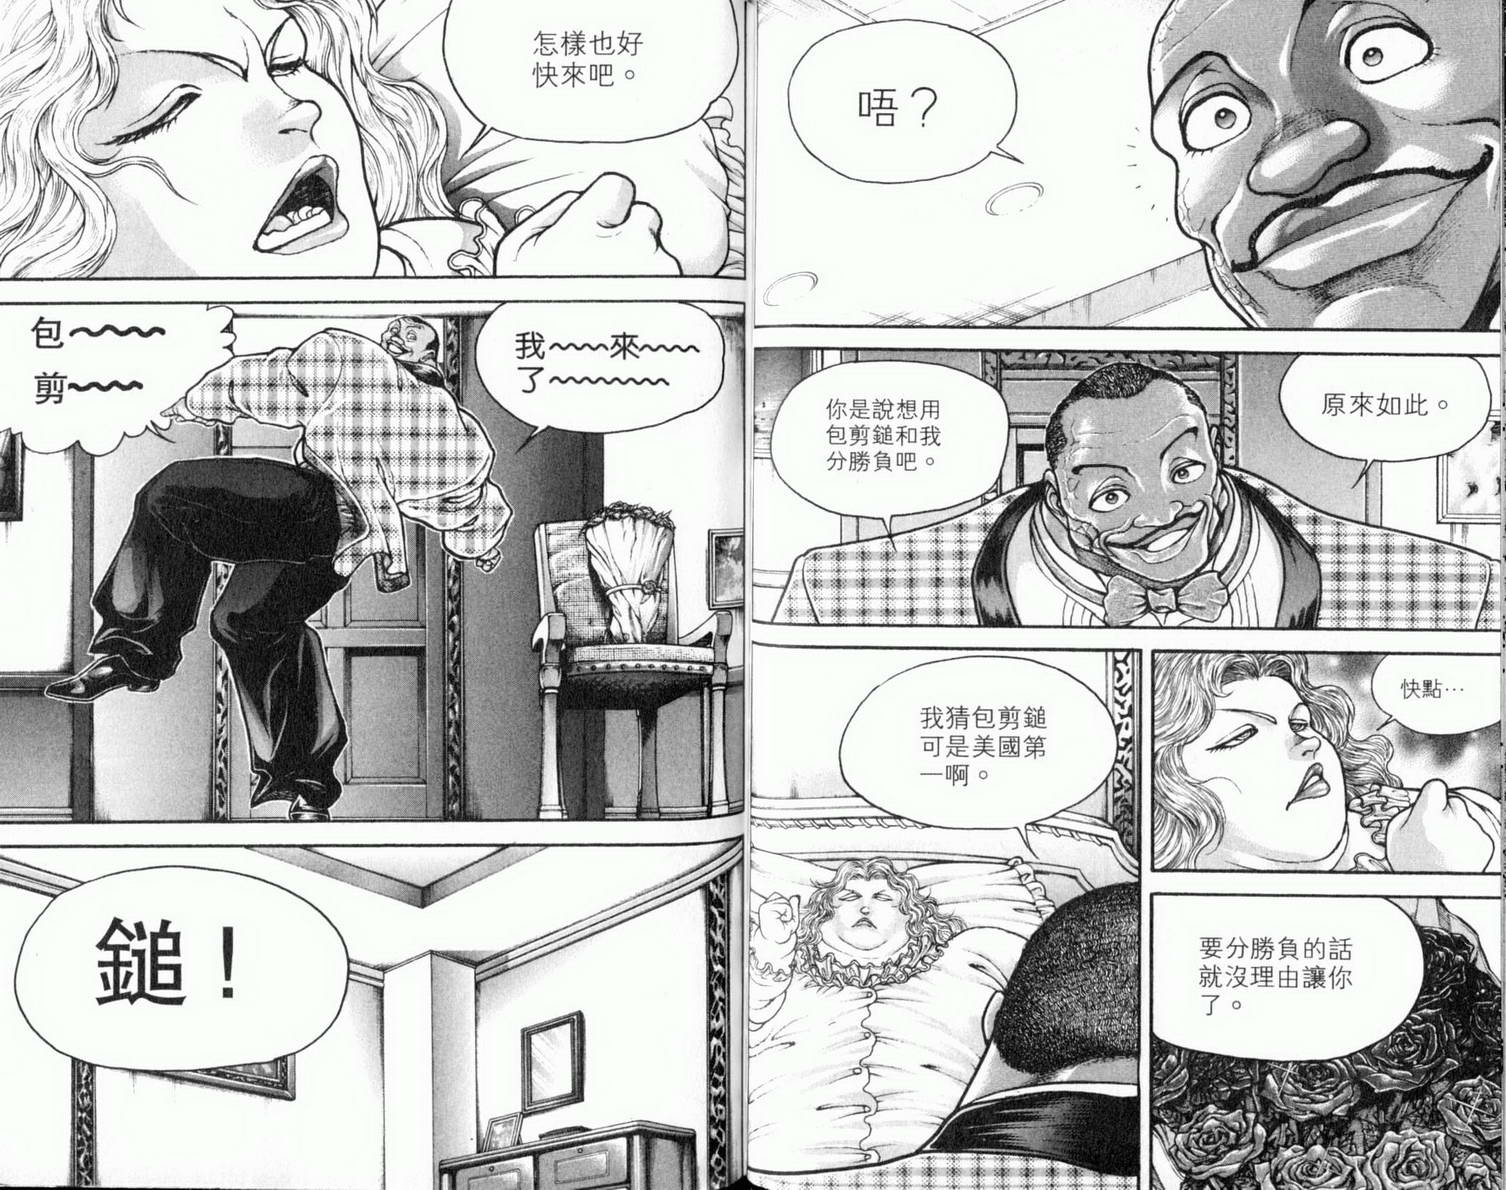 唔？
原來如此。
你是說想用
包剪鎚和我
分勝負吧。
快點…
我猜包剪鎚
可是美國第
一啊。
要分勝負的話
就沒理由讓你
了。
怎樣也好
快來吧。
我～～來～～
了～～～～
包～～～
剪～～
鎚！